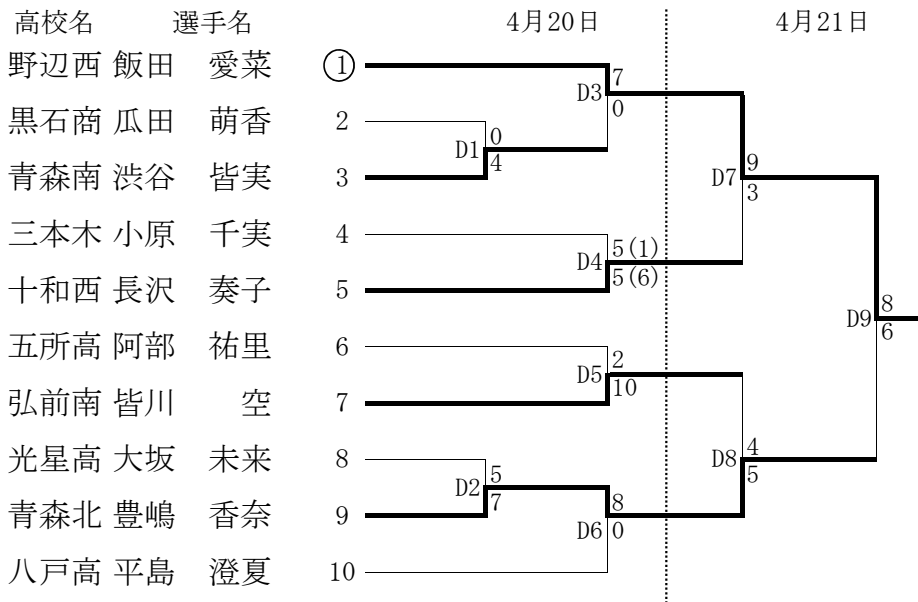 高校名 選手名 4月20日 4月21日
野辺西 飯田 愛菜 ①
7
D3
0
黒石商 瓜田 萌香 2
0
D1
4
9
D7
3
青森南 渋谷 皆実 3
三本木 小原 千実 4
5(1)
D4
5(6)
十和西 長沢 奏子 5
8
D9
6
五所高 阿部 祐里 6
2
D5
10
弘前南 皆川 空 7
光星高 大坂 未来 8
4
D8
5
5
D2
7
青森北 豊嶋 香奈 9
8
D6
0
八戸高 平島 澄夏 10